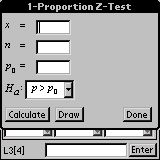 1-Proportion Z-Test
x =
n =
p0 =
Ha: p > p0
Calculate Draw Done
L3[4] Enter